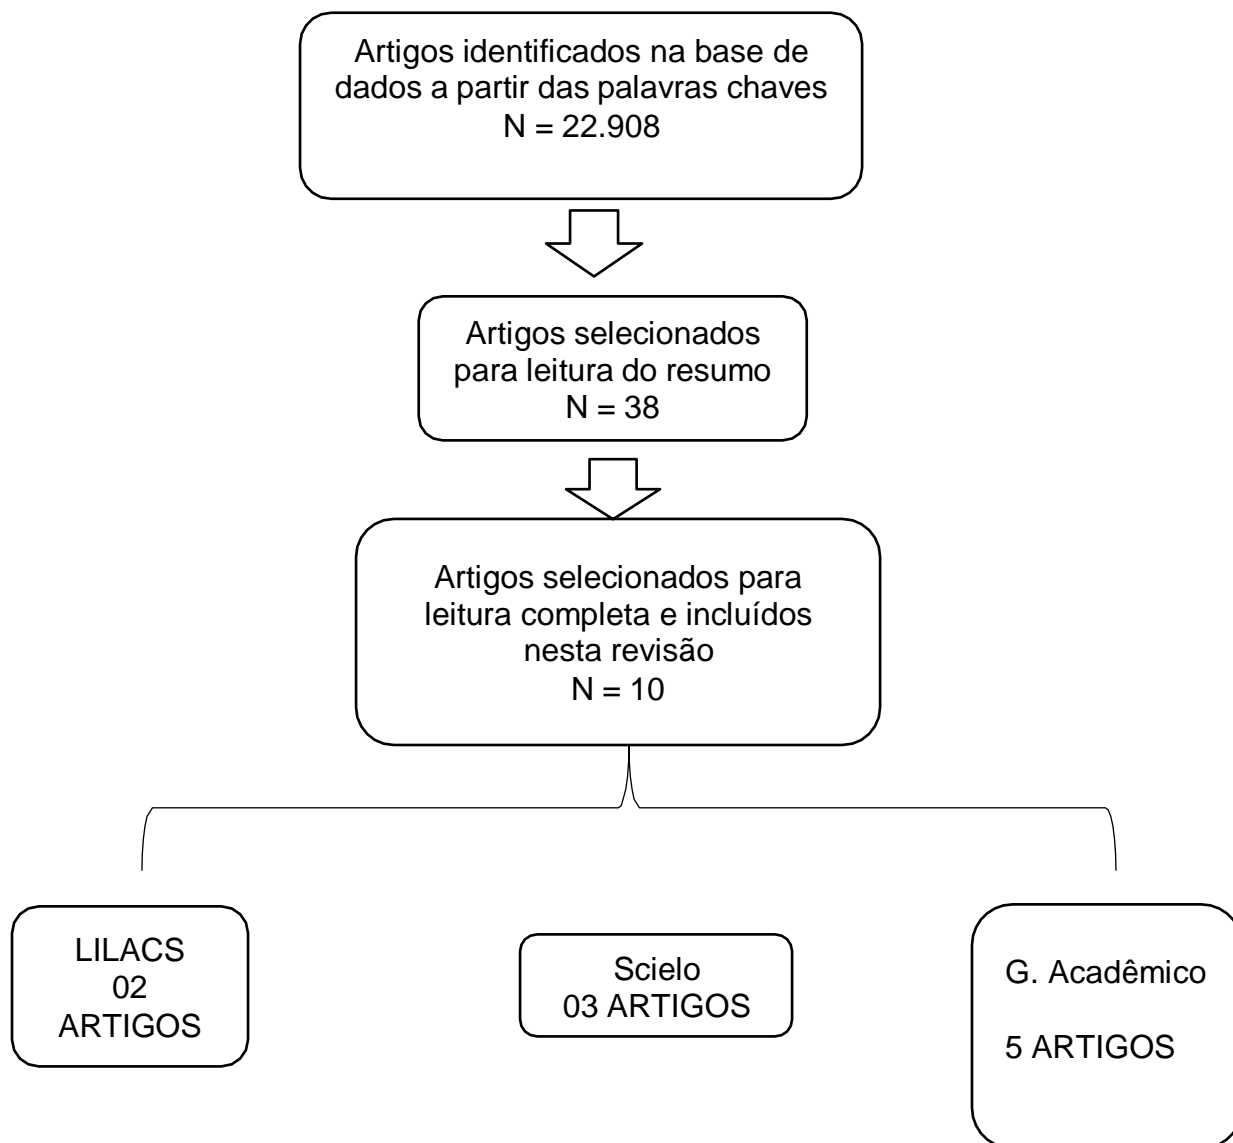 Artigos identificados na base de
dados a partir das palavras chaves
N = 22.908
Artigos selecionados
para leitura do resumo
N = 38
Artigos selecionados para
leitura completa e incluídos
nesta revisão
N = 10
LILACS
02
ARTIGOS
Scielo
03 ARTIGOS
G. Acadêmico
5 ARTIGOS